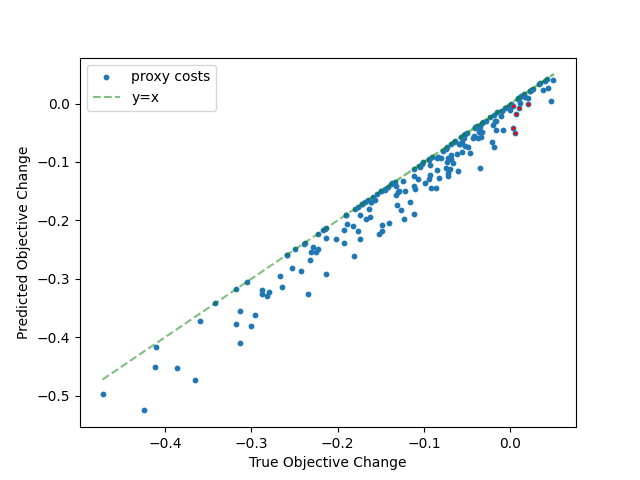 proxy costs
y=x
Predicted Objective Change
0.0
−0.1
−0.2
−0.3
−0.4
−0.5
−0.4
−0.3
−0.2
−0.1
0.0
True Objective Change